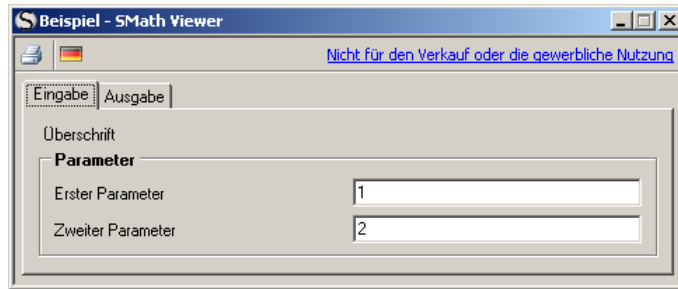 Beispiel - SMath Viewer
Nicht für den Verkauf oder die gewerbliche Nutzung
Eingabe Ausgabe
Überschrift
Parameter
Erster Parameter 1
Zweiter Parameter 2